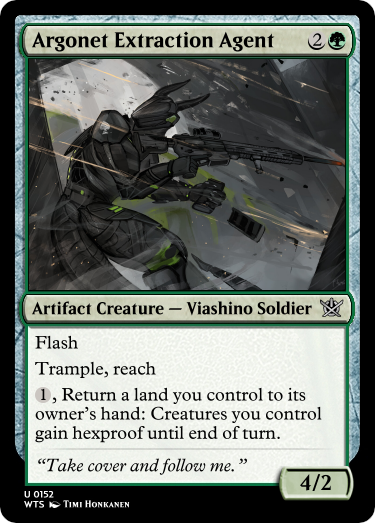 Argonet Extraction Agent 2
Artifact Creature — Viashino Soldier
Flash
Trample, reach
1, Return a land you control to its
owner's hand: Creatures you control
gain hexproof until end of turn.
"Take cover and follow me."
4/2
U 0152
WTS Timi Honkanen